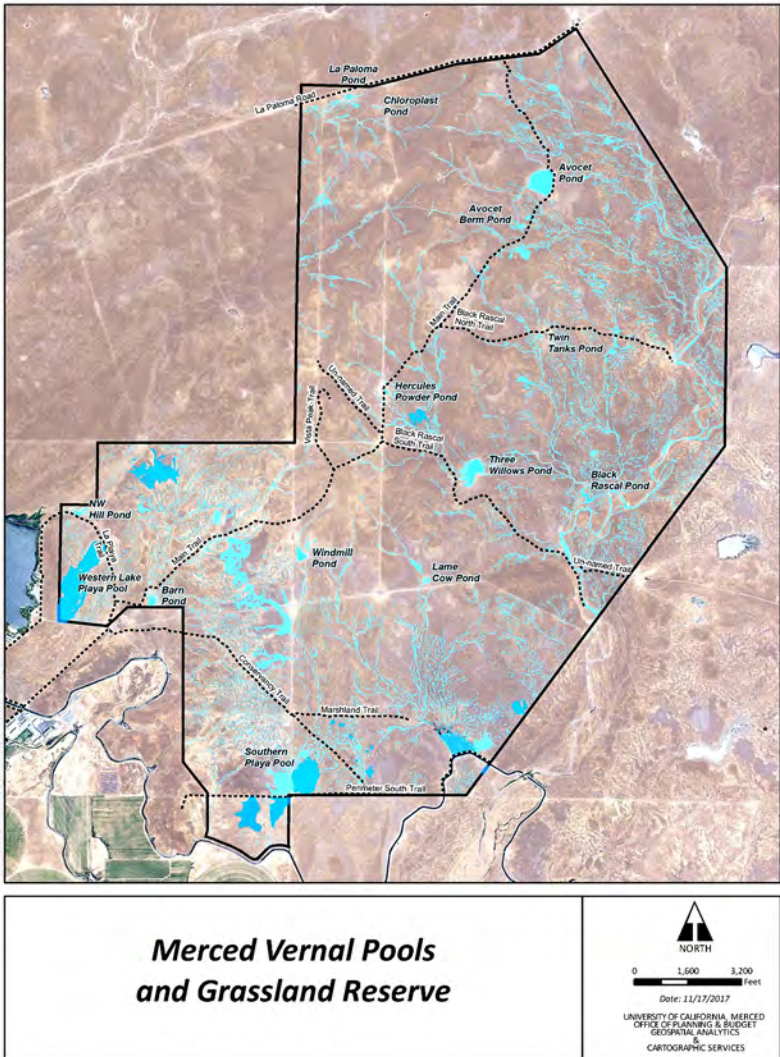 La Paloma
Pond
La Paloma Road
Chloroplast
Pond
Avocet
Pond
Avocet
Berm Pond
Main Trail
Black Rascal
North Trail
Twin
Tanks Pond
Un-named Trail
Vista Peak Trail
Hercules
Powder Pond
Black Rascal
South Trail
Three
Willows Pond
Black
Rascal Pond
NW
Hill Pond
La Playa
Trail
Main Trail
Windmill
Pond
Lame
Cow Pond
Un-named Trail
Western Lake
Playa Pool
Barn
Pond
Conservancy Trail
Marshland Trail
Southern
Playa Pool
Perimeter South Trail
Merced Vernal Pools
and Grassland Reserve
NORTH
0 1,600 3,200
Feet
Date: 11/17/2017
UNIVERSITY OF CALIFORNIA, MERCED
OFFICE OF PLANNING & BUDGET
GEOSPATIAL ANALYTICS
&
CARTOGRAPHIC SERVICES